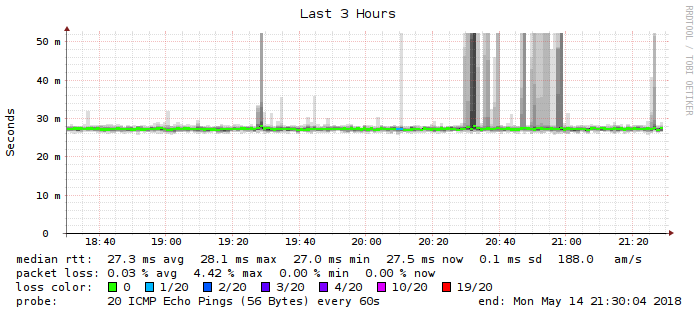 Last 3 Hours
RRDTOOL / TOBI OETIKER
Seconds
50 m
40 m
30 m
20 m
10 m
0
18:40 19:00 19:20 19:40 20:00 20:20 20:40 21:00 21:20
median rtt: 27.3 ms avg 28.1 ms max 27.0 ms min 27.5 ms now 0.1 ms sd 188.0 am/s
packet loss: 0.03 % avg 4.42 % max 0.00 % min 0.00 % now
loss color: 0 1/20 2/20 3/20 4/20 10/20 19/20
probe: 20 ICMP Echo Pings (56 Bytes) every 60s end: Mon May 14 21:30:04 2018